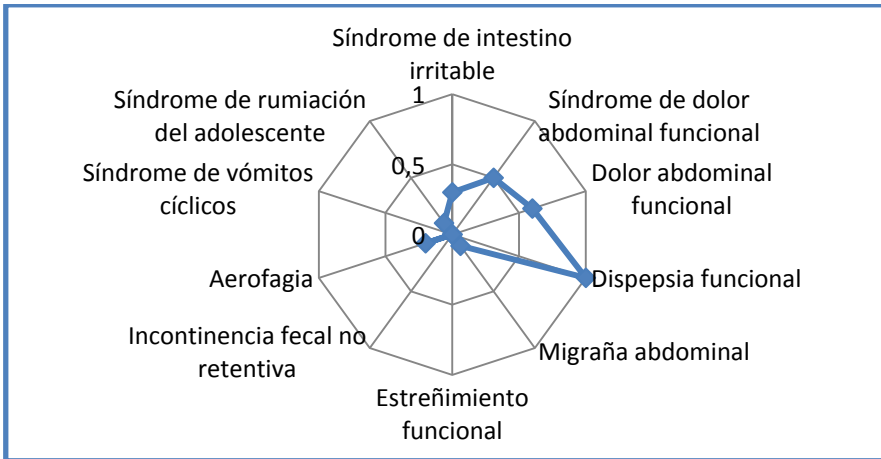 Síndrome de intestino
irritable
1
Síndrome de rumiación
del adolescente
Síndrome de dolor
abdominal funcional
0,5
Síndrome de vómitos
cíclicos
Dolor abdominal
funcional
0
Aerofagia
Dispepsia funcional
Incontinencia fecal no
retentiva
Migraña abdominal
Estreñimiento
funcional